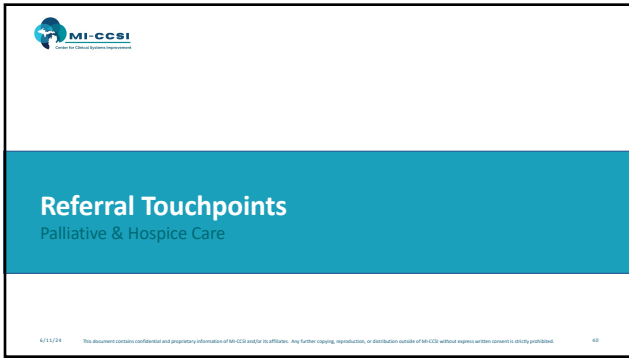 MI-CCSI
Center for Clinical Systems Improvement
Referral Touchpoints
Palliative & Hospice Care
6/11/24 This document contains confidential and proprietary information of MI-CCSI and/or its affiliates. Any further copying, reproduction, or distribution outside of MI-CCSI without express written consent is strictly prohibited. 60